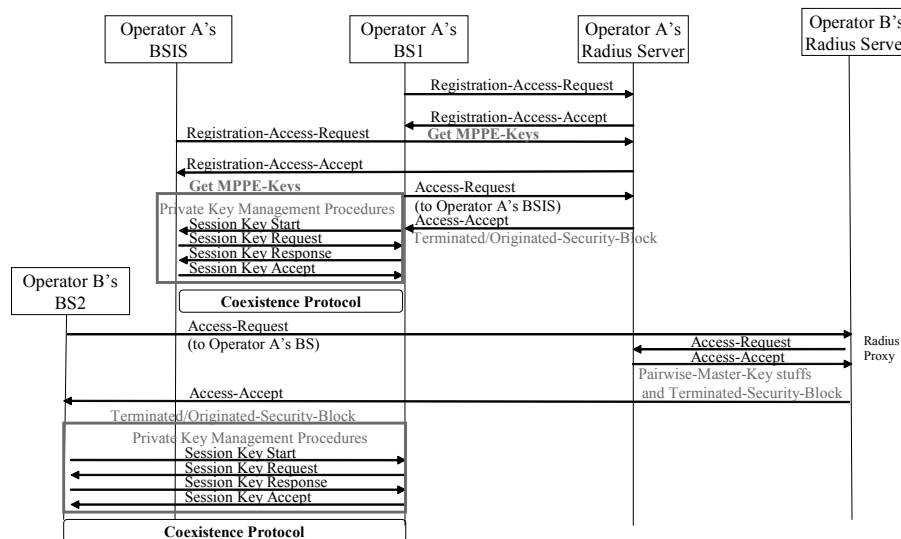 Operator A's
BSIS
Operator A's
BS1
Operator A's
Radius Server
Operator B's
Radius Server
Registration-Access-Request
Registration-Access-Accept
Registration-Access-Request
Get MPPE-Keys
Registration-Access-Accept
Get MPPE-Keys
Access-Request
(to Operator A's BSIS)
Private Key Management Procedures
Session Key Start
Access-Accept
Terminated/Originated-Security-Block
Session Key Request
Session Key Response
Session Key Accept
Operator B's
BS2
Coexistence Protocol
Access-Request
(to Operator A's BS)
Access-Request
Radius
Proxy
Access-Accept
Pairwise-Master-Key stuffs
and Terminated-Security-Block
Access-Accept
Terminated/Originated-Security-Block
Private Key Management Procedures
Session Key Start
Session Key Request
Session Key Response
Session Key Accept
Coexistence Protocol